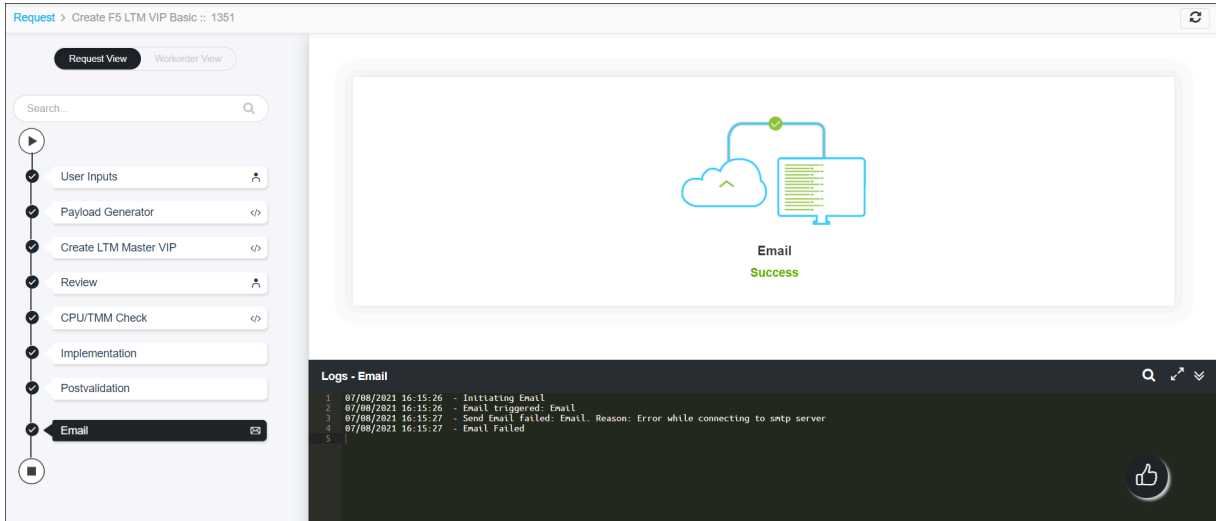 Request > Create F5 LTM VIP Basic :: 1351
Request View
Workorder View
Search...
User Inputs
Payload Generator
Create LTM Master VIP
Review
CPU/TMM Check
Implementation
Postvalidation
Email
Email
Success
Logs - Email
1 07/08/2021 16:15:26 - Initiating Email
2 07/08/2021 16:15:26 - Email triggered: Email
3 07/08/2021 16:15:27 - Send Email failed: Email. Reason: Error while connecting to smtp server
4 07/08/2021 16:15:27 - Email Failed
5